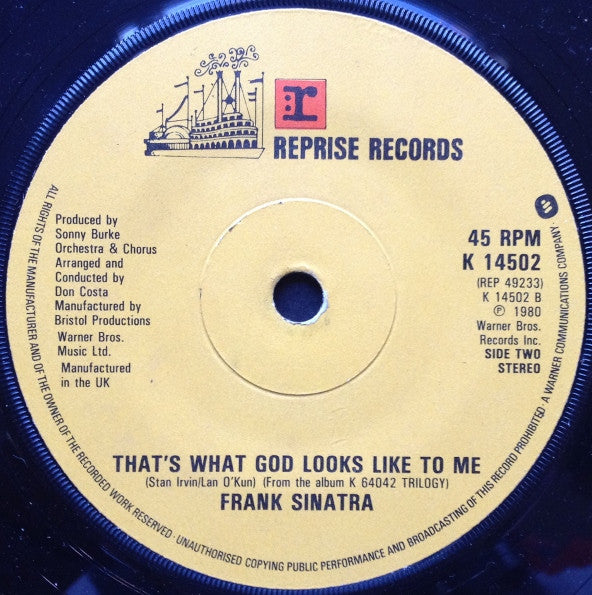 r
REPRISE RECORDS
Produced by
Sonny Burke
Orchestra & Chorus
Arranged and
Conducted by
Don Costa
Manufactured by
Bristol Productions
Warner Bros.
Music Ltd.
Manufactured
in the UK
45 RPM
K 14502
(REP 49233)
K 14502 B
℗ 1980
Warner Bros.
Records Inc.
SIDE TWO
STEREO
THAT'S WHAT GOD LOOKS LIKE TO ME
(Stan Irvin/Lan O'Kun) (From the album K 64042 TRILOGY)
FRANK SINATRA
ALL RIGHTS OF THE MANUFACTURER AND OF THE OWNER OF THE RECORDED WORK RESERVED · UNAUTHORISED COPYING PUBLIC PERFORMANCE AND BROADCASTING OF THIS RECORD PROHIBITED · A WARNER COMMUNICATIONS COMPANY ·